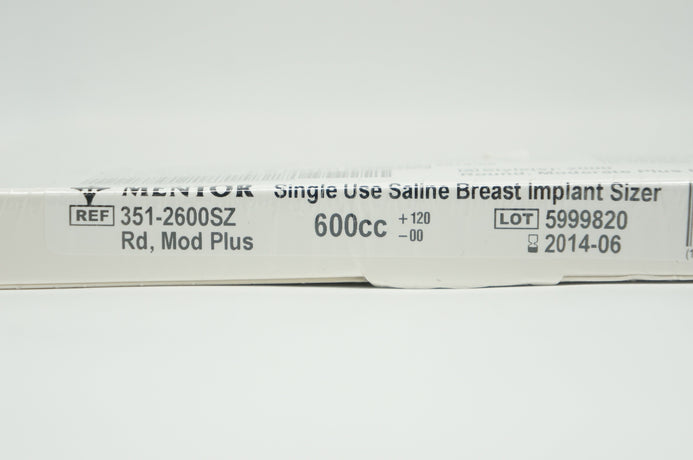 MENTOR Single Use Saline Breast Implant Sizer
REF 351-2600SZ 600cc +120 -00 LOT 5999820
Rd, Mod Plus 2014-06